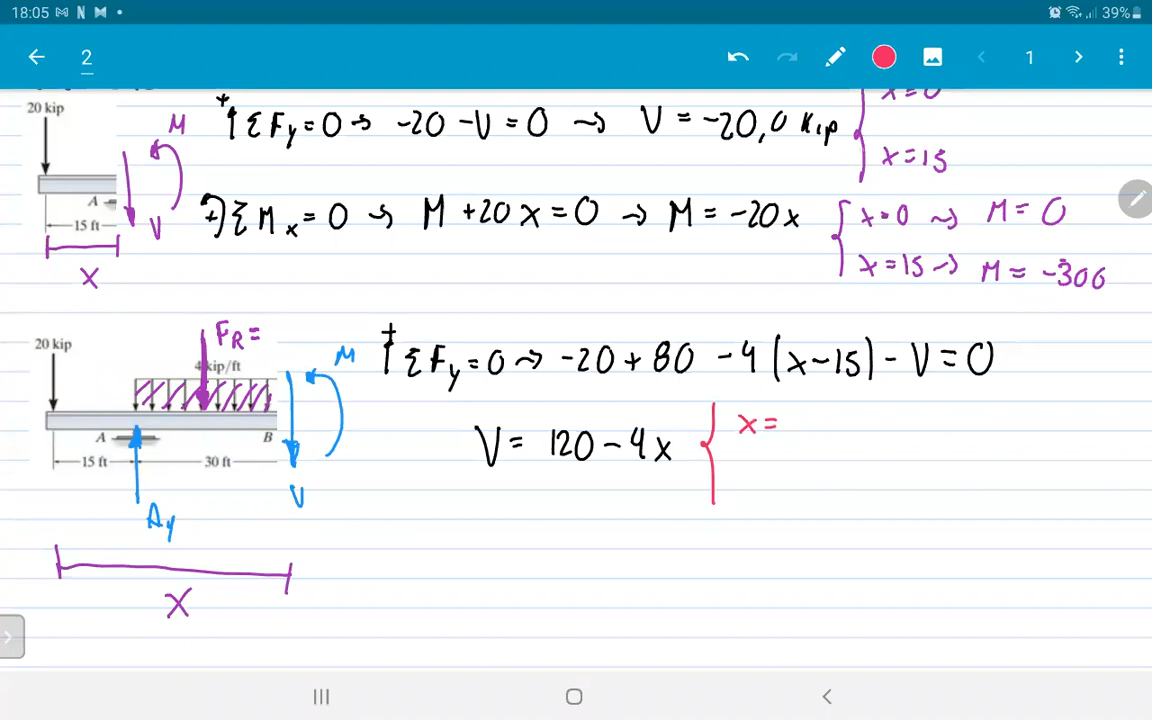 18:05 39%
2 1
x=0
20 kip M +↑ΣFy=0 → -20-V=0 → V=-20,0 Kip
x=15
A
15 ft V +) ΣMx=0 → M+20x=0 → M=-20x x=0 → M=0
x x=15 → M=-300
20 kip FR= kip/ft M +↑ΣFy=0 → -20+80-4(x-15)-V=0
A B V=120-4x x=
15 ft 30 ft
V
Ay
x